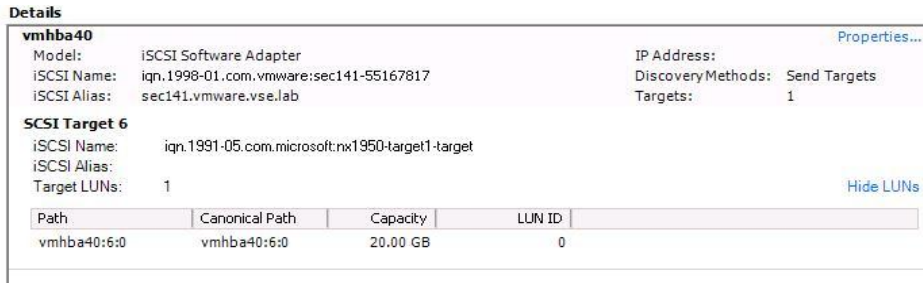 Details
vmhba40 Properties...
Model: iSCSI Software Adapter IP Address:
iSCSI Name: iqn.1998-01.com.vmware:sec141-55167817 Discovery Methods: Send Targets
iSCSI Alias: sec141.vmware.vse.lab Targets: 1
SCSI Target 6
iSCSI Name: iqn.1991-05.com.microsoft:nx1950-target1-target
iSCSI Alias:
Target LUNs: 1 Hide LUNs
Path Canonical Path Capacity LUN ID
vmhba40:6:0 vmhba40:6:0 20.00 GB 0